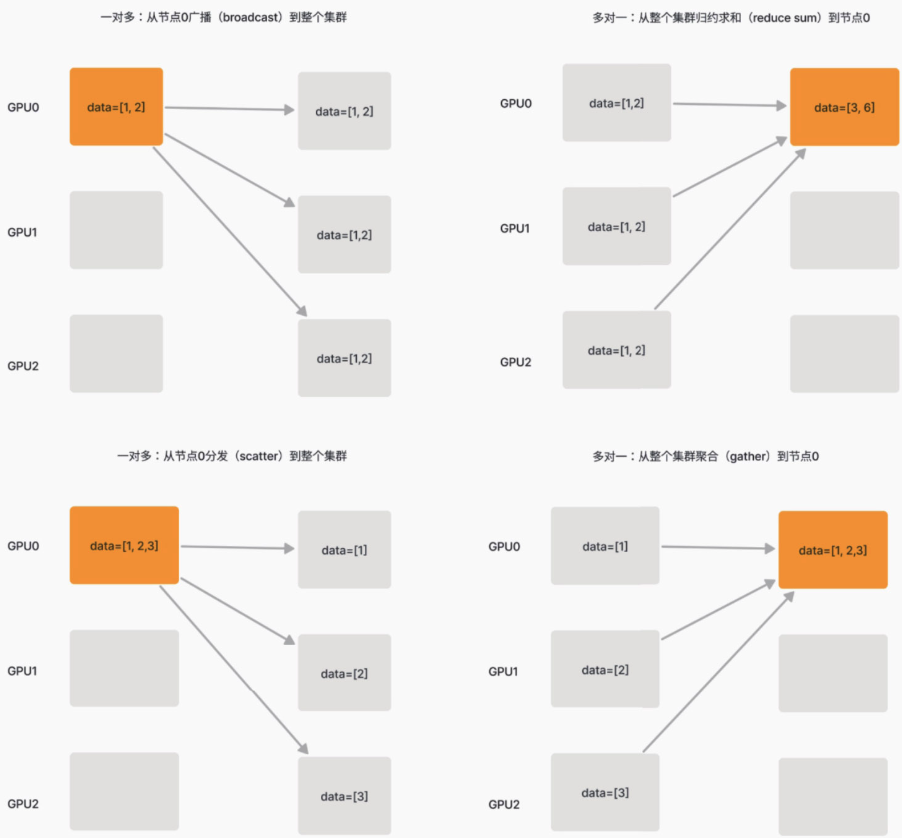 一对多：从节点0广播（broadcast）到整个集群
GPU0
data=[1, 2]
data=[1, 2]
GPU1
data=[1,2]
GPU2
data=[1,2]
多对一：从整个集群归约求和（reduce sum）到节点0
GPU0
data=[1,2]
data=[3, 6]
GPU1
data=[1, 2]
GPU2
data=[1, 2]
一对多：从节点0分发（scatter）到整个集群
GPU0
data=[1, 2,3]
data=[1]
GPU1
data=[2]
GPU2
data=[3]
多对一：从整个集群聚合（gather）到节点0
GPU0
data=[1]
data=[1, 2,3]
GPU1
data=[2]
GPU2
data=[3]